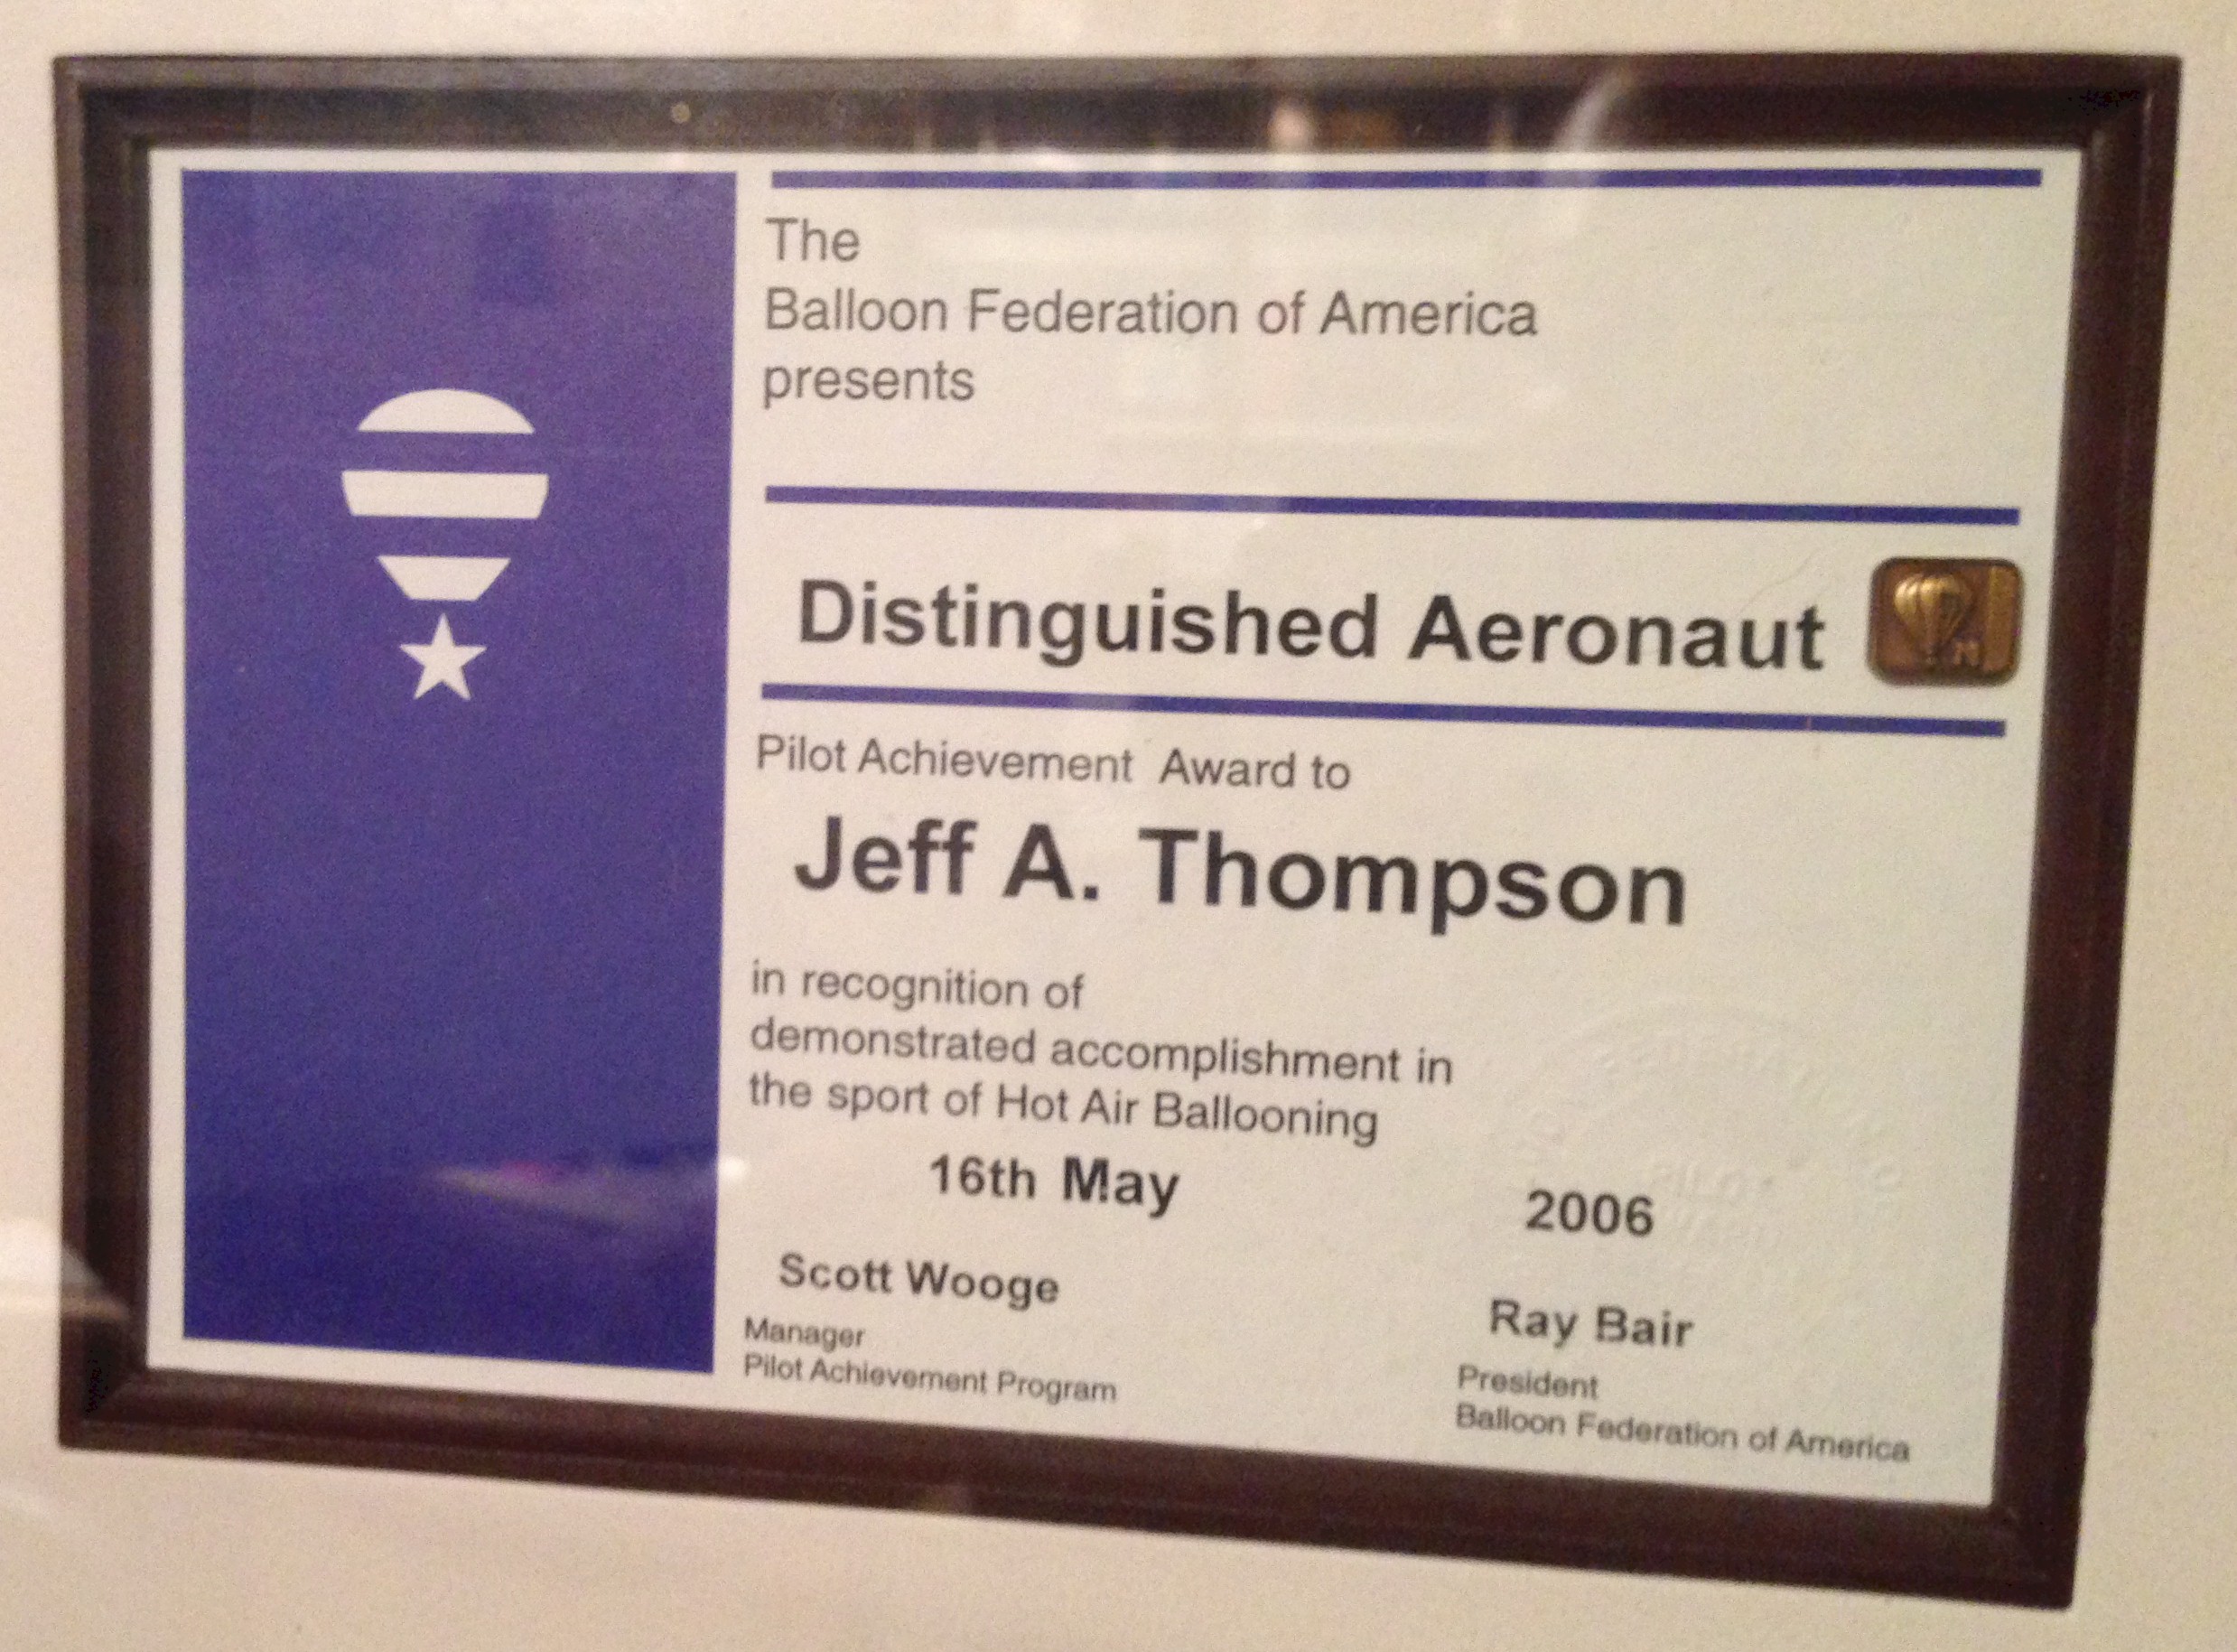 The
Balloon Federation of America
presents
Distinguished Aeronaut
Pilot Achievement Award to
Jeff A. Thompson
in recognition of
demonstrated accomplishment in
the sport of Hot Air Ballooning
16th May 2006
Scott Wooge
Manager
Pilot Achievement Program
Ray Bair
President
Balloon Federation of America